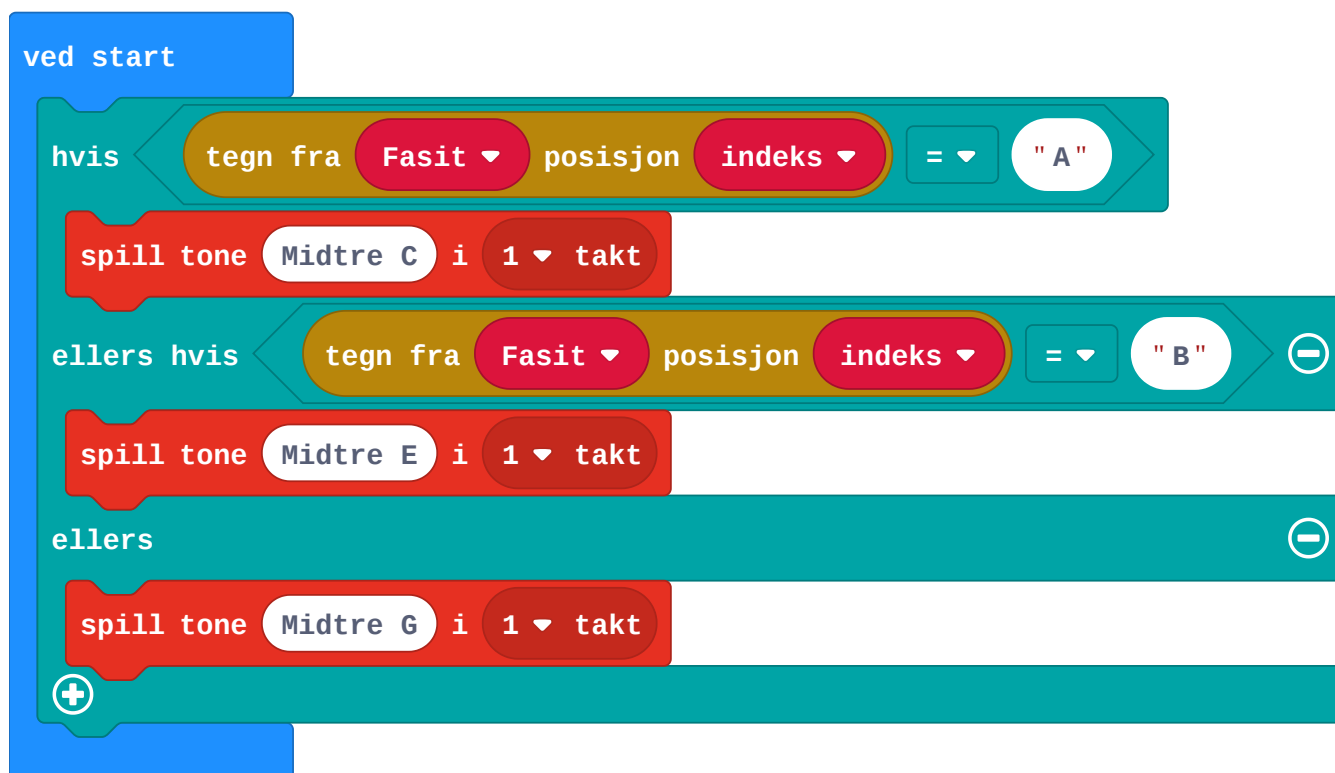 ved start
hvis tegn fra Fasit posisjon indeks = "A"
spill tone Midtre C i 1 takt
ellers hvis tegn fra Fasit posisjon indeks = "B"
spill tone Midtre E i 1 takt
ellers
spill tone Midtre G i 1 takt